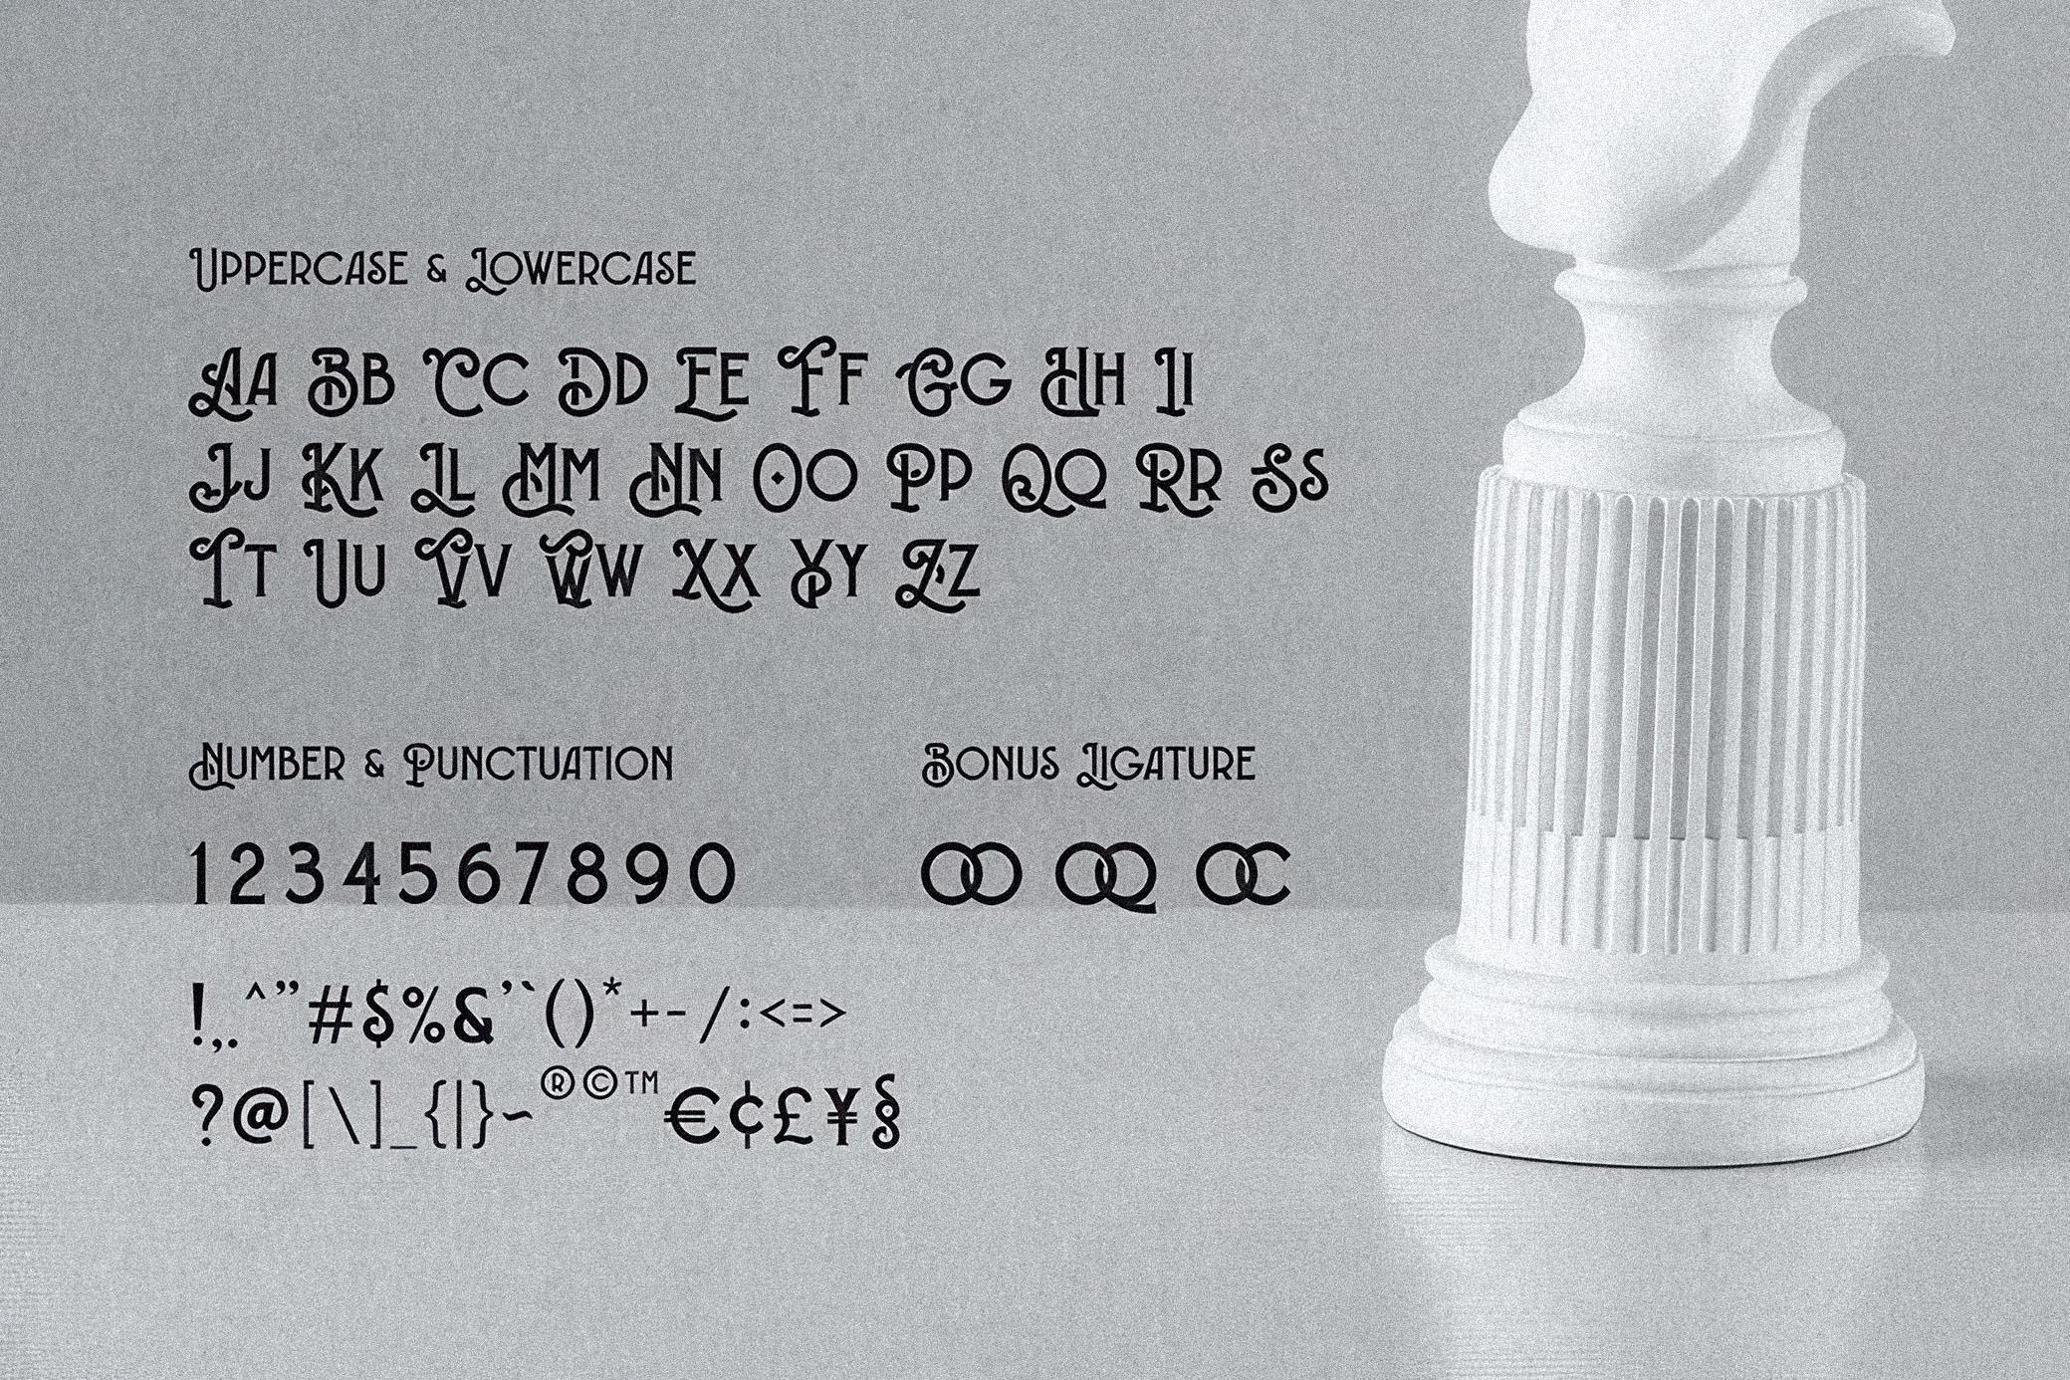 Uppercase & Lowercase
Aa Bb Cc Dd Ee Ff Gg Hh Ii
Jj Kk Ll Mm Nn Oo Pp Qq Rr Ss
Tt Uu Vv Ww Xx Yy Zz
Number & Punctuation
1234567890
!,.^”#$%&’`()*+-/:<=>
?@[\]_{|}~®©™€¢£¥§
Bonus Ligature
OO OQ OC